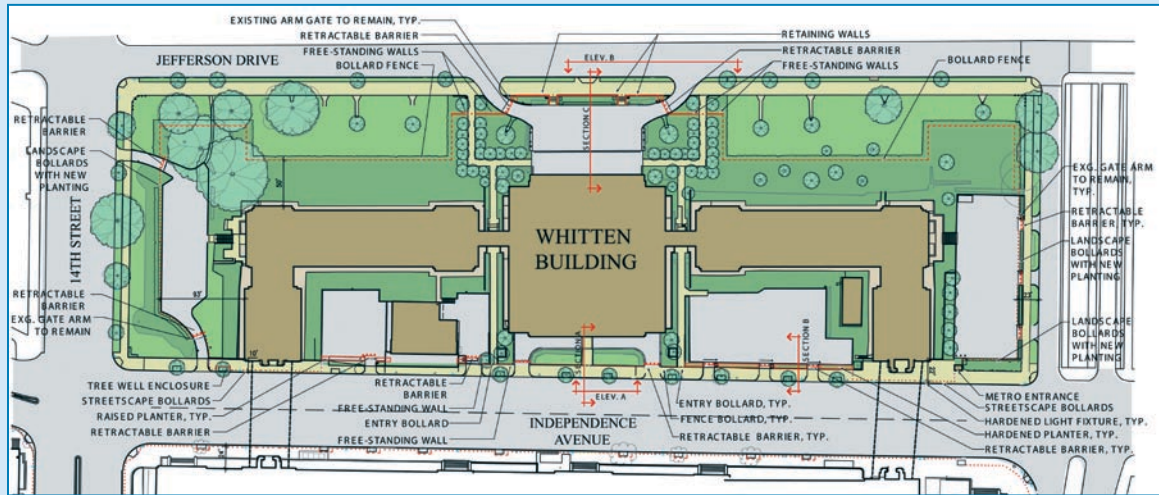 EXISTING ARM GATE TO REMAIN, TYP.
RETRACTABLE BARRIER
FREE-STANDING WALLS
BOLLARD FENCE
JEFFERSON DRIVE
RETAINING WALLS
ELEV. B
RETRACTABLE BARRIER
FREE-STANDING WALLS
BOLLARD FENCE
SECTION C
RETRACTABLE
BARRIER
LANDSCAPE
BOLLARDS
WITH NEW
PLANTING
14TH STREET
RETRACTABLE
BARRIER
EXG. GATE ARM
TO REMAIN
WHITTEN
BUILDING
EXG. GATE ARM
TO REMAIN,
TYP.
RETRACTABLE
BARRIER, TYP.
LANDSCAPE
BOLLARDS
WITH NEW
PLANTING
23'
LANDSCAPE
BOLLARDS
WITH NEW
PLANTING
SECTION A
SECTION B
ELEV. A
TREE WELL ENCLOSURE
STREETSCAPE BOLLARDS
RAISED PLANTER, TYP.
RETRACTABLE BARRIER
RETRACTABLE
BARRIER
FREE-STANDING WALL
ENTRY BOLLARD
FREE-STANDING WALL
INDEPENDENCE
AVENUE
ENTRY BOLLARD, TYP.
FENCE BOLLARD, TYP.
RETRACTABLE BARRIER, TYP.
METRO ENTRANCE
STREETSCAPE BOLLARDS
HARDENED LIGHT FIXTURE, TYP.
HARDENED PLANTER, TYP.
RETRACTABLE BARRIER, TYP.